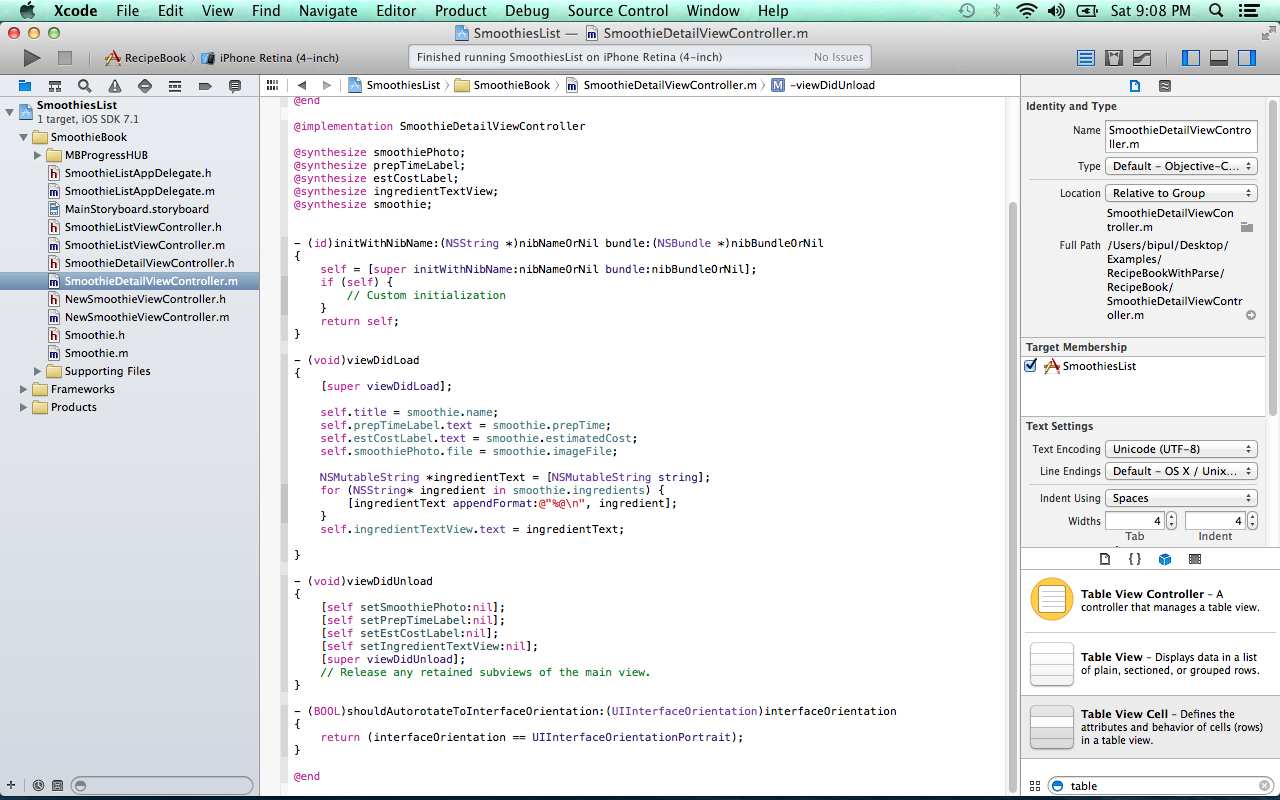 Xcode File Edit View Find Navigate Editor Product Debug Source Control Window Help Sat 9:08 PM
SmoothiesList — SmoothieDetailViewController.m
RecipeBook iPhone Retina (4-inch)
Finished running SmoothiesList on iPhone Retina (4-inch) No Issues
SmoothiesList SmoothieBook SmoothieDetailViewController.m M -viewDidUnload
SmoothiesList
1 target, iOS SDK 7.1
SmoothieBook
MBProgressHUB
h SmoothieListAppDelegate.h
m SmoothieListAppDelegate.m
MainStoryboard.storyboard
h SmoothieListViewController.h
m SmoothieListViewController.m
h SmoothieDetailViewController.h
m SmoothieDetailViewController.m
h NewSmoothieViewController.h
m NewSmoothieViewController.m
h Smoothie.h
m Smoothie.m
Supporting Files
Frameworks
Products
@end
@implementation SmoothieDetailViewController
@synthesize smoothiePhoto;
@synthesize prepTimeLabel;
@synthesize estCostLabel;
@synthesize ingredientTextView;
@synthesize smoothie;
- (id)initWithNibName:(NSString *)nibNameOrNil bundle:(NSBundle *)nibBundleOrNil
{
self = [super initWithNibName:nibNameOrNil bundle:nibBundleOrNil];
if (self) {
// Custom initialization
}
return self;
}
- (void)viewDidLoad
{
[super viewDidLoad];
self.title = smoothie.name;
self.prepTimeLabel.text = smoothie.prepTime;
self.estCostLabel.text = smoothie.estimatedCost;
self.smoothiePhoto.file = smoothie.imageFile;
NSMutableString *ingredientText = [NSMutableString string];
for (NSString* ingredient in smoothie.ingredients) {
[ingredientText appendFormat:@"%@\n", ingredient];
}
self.ingredientTextView.text = ingredientText;
}
- (void)viewDidUnload
{
[self setSmoothiePhoto:nil];
[self setPrepTimeLabel:nil];
[self setEstCostLabel:nil];
[self setIngredientTextView:nil];
[super viewDidUnload];
// Release any retained subviews of the main view.
}
- (BOOL)shouldAutorotateToInterfaceOrientation:(UIInterfaceOrientation)interfaceOrientation
{
return (interfaceOrientation == UIInterfaceOrientationPortrait);
}
@end
Identity and Type
Name SmoothieDetailViewContro
ller.m
Type Default - Objective-C...
Location Relative to Group
SmoothieDetailViewCon
troller.m
Full Path /Users/bipul/Desktop/
Examples/
RecipeBookWithParse/
RecipeBook/
SmoothieDetailViewContr
oller.m
Target Membership
SmoothiesList
Text Settings
Text Encoding Unicode (UTF-8)
Line Endings Default - OS X / Unix...
Indent Using Spaces
Widths 4 4
Tab Indent
{ }
Table View Controller - A
controller that manages a table view.
Table View - Displays data in a list
of plain, sectioned, or grouped rows.
Table View Cell - Defines the
attributes and behavior of cells (rows)
in a table view.
table